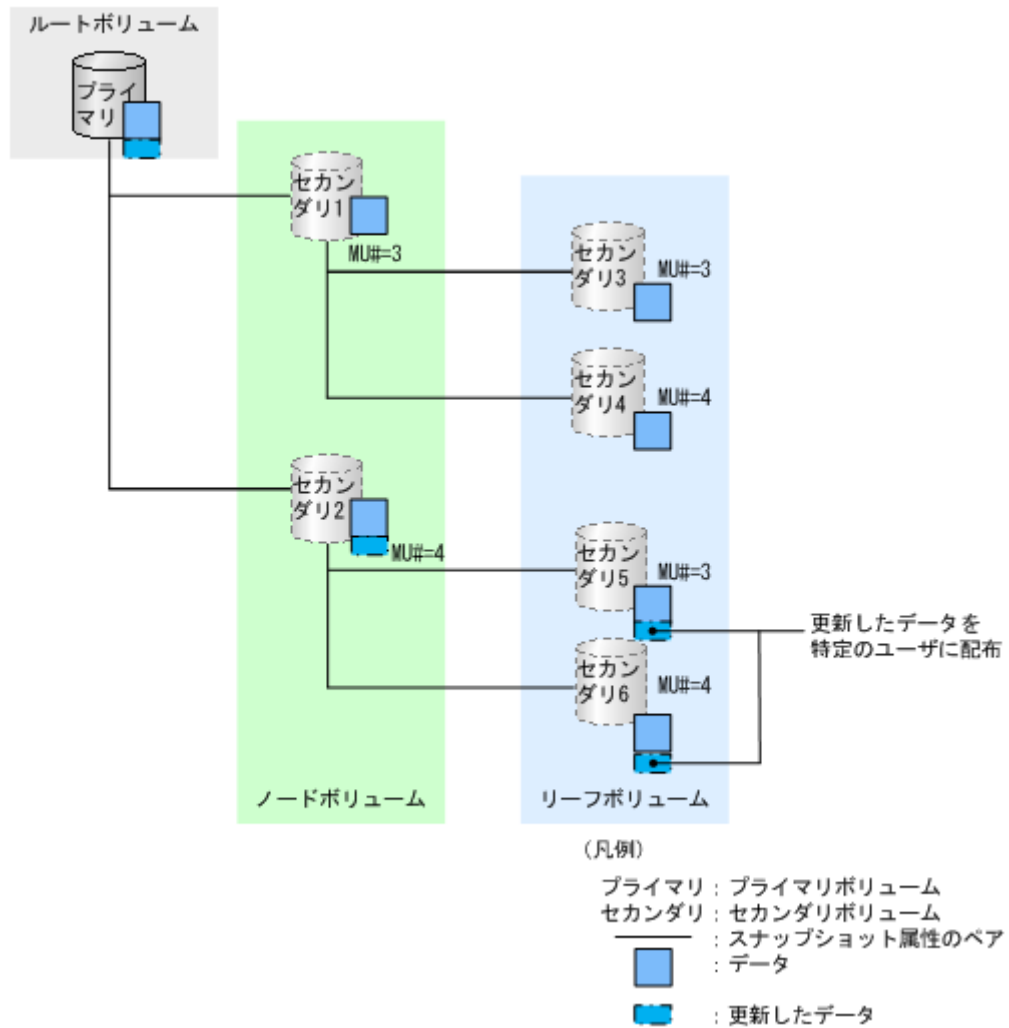 ルートボリューム
プライ
マリ
セカン
ダリ1
MU#=3
セカン
ダリ3
MU#=3
セカン
ダリ4
MU#=4
セカン
ダリ2
MU#=4
セカン
ダリ5
MU#=3
更新したデータを
特定のユーザに配布
セカン
ダリ6
MU#=4
ノードボリューム
リーフボリューム
(凡例)
プライマリ : プライマリボリューム
セカンダリ : セカンダリボリューム
: スナップショット属性のペア
: データ
: 更新したデータ